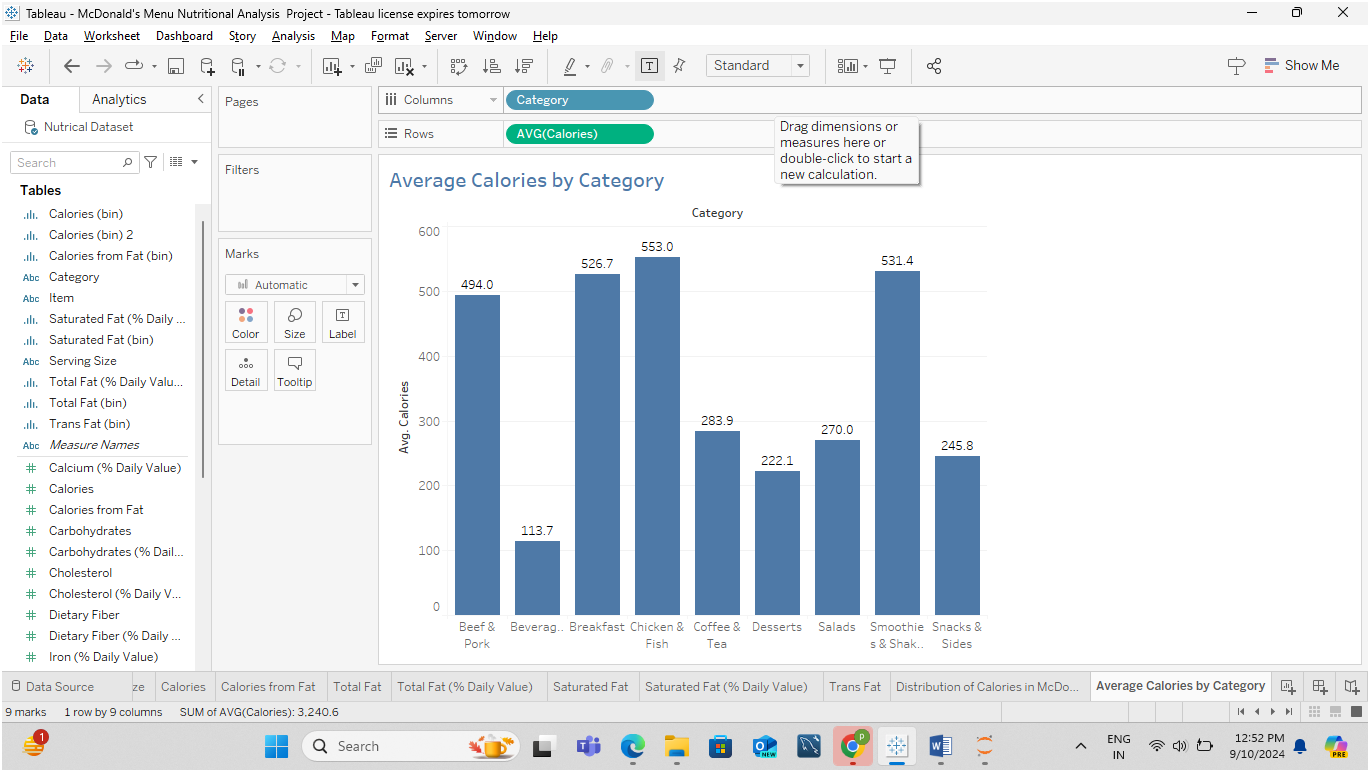 Tableau - McDonald's Menu Nutritional Analysis  Project - Tableau license expires tomorrow
File Data Worksheet Dashboard Story Analysis Map Format Server Window Help
Standard
Show Me
Data Analytics
Nutrical Dataset
Search
Tables
Calories (bin)
Calories (bin) 2
Calories from Fat (bin)
Category
Item
Saturated Fat (% Daily ...
Saturated Fat (bin)
Serving Size
Total Fat (% Daily Valu...
Total Fat (bin)
Trans Fat (bin)
Measure Names
Calcium (% Daily Value)
Calories
Calories from Fat
Carbohydrates
Carbohydrates (% Dail...
Cholesterol
Cholesterol (% Daily V...
Dietary Fiber
Dietary Fiber (% Daily ...
Iron (% Daily Value)
Abc
Abc
Abc
Abc
Pages
Filters
Marks
Automatic
Color Size Label
Detail Tooltip
Columns Category
Rows AVG(Calories)
Drag dimensions or
measures here or
double-click to start a
new calculation.
Average Calories by Category
Category
Avg. Calories
600
500
400
300
200
100
0
494.0
113.7
526.7
553.0
283.9
222.1
270.0
531.4
245.8
Beef &
Pork
Beverag..
Breakfast
Chicken &
Fish
Coffee &
Tea
Desserts
Salads
Smoothie
s & Shak..
Snacks &
Sides
Data Source ze Calories Calories from Fat Total Fat Total Fat (% Daily Value) Saturated Fat Saturated Fat (% Daily Value) Trans Fat Distribution of Calories in McDo... Average Calories by Category
9 marks 1 row by 9 columns SUM of AVG(Calories): 3,240.6
1
Search
NEW
P
W
ENG
IN
12:52 PM
9/10/2024
PRE